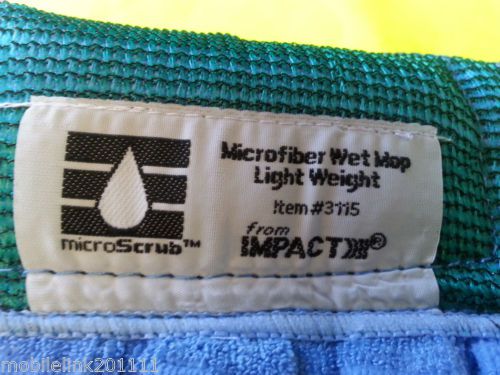 Microfiber Wet Mop
Light Weight
Item #3115
from
IMPACT®
microScrub™
mobilelink201111